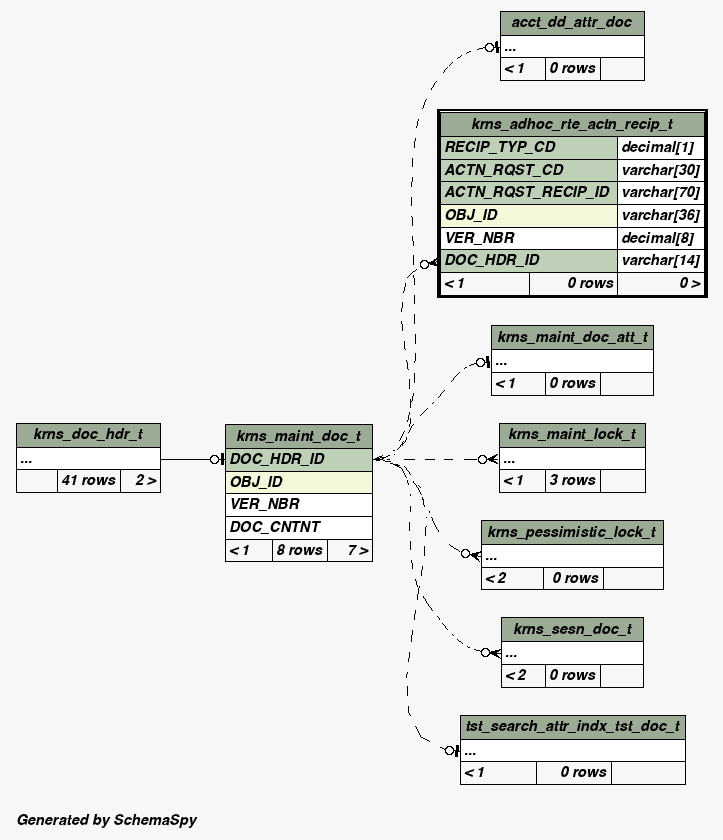 acct_dd_attr_doc
...
< 1 0 rows
krns_adhoc_rte_actn_recip_t
RECIP_TYP_CD decimal[1]
ACTN_RQST_CD varchar[30]
ACTN_RQST_RECIP_ID varchar[70]
OBJ_ID varchar[36]
VER_NBR decimal[8]
DOC_HDR_ID varchar[14]
< 1 0 rows 0 >
krns_maint_doc_att_t
...
< 1 0 rows
krns_doc_hdr_t
...
41 rows 2 >
krns_maint_doc_t
DOC_HDR_ID
OBJ_ID
VER_NBR
DOC_CNTNT
< 1 8 rows 7 >
krns_maint_lock_t
...
< 1 3 rows
krns_pessimistic_lock_t
...
< 2 0 rows
krns_sesn_doc_t
...
< 2 0 rows
tst_search_attr_indx_tst_doc_t
...
< 1 0 rows
Generated by SchemaSpy